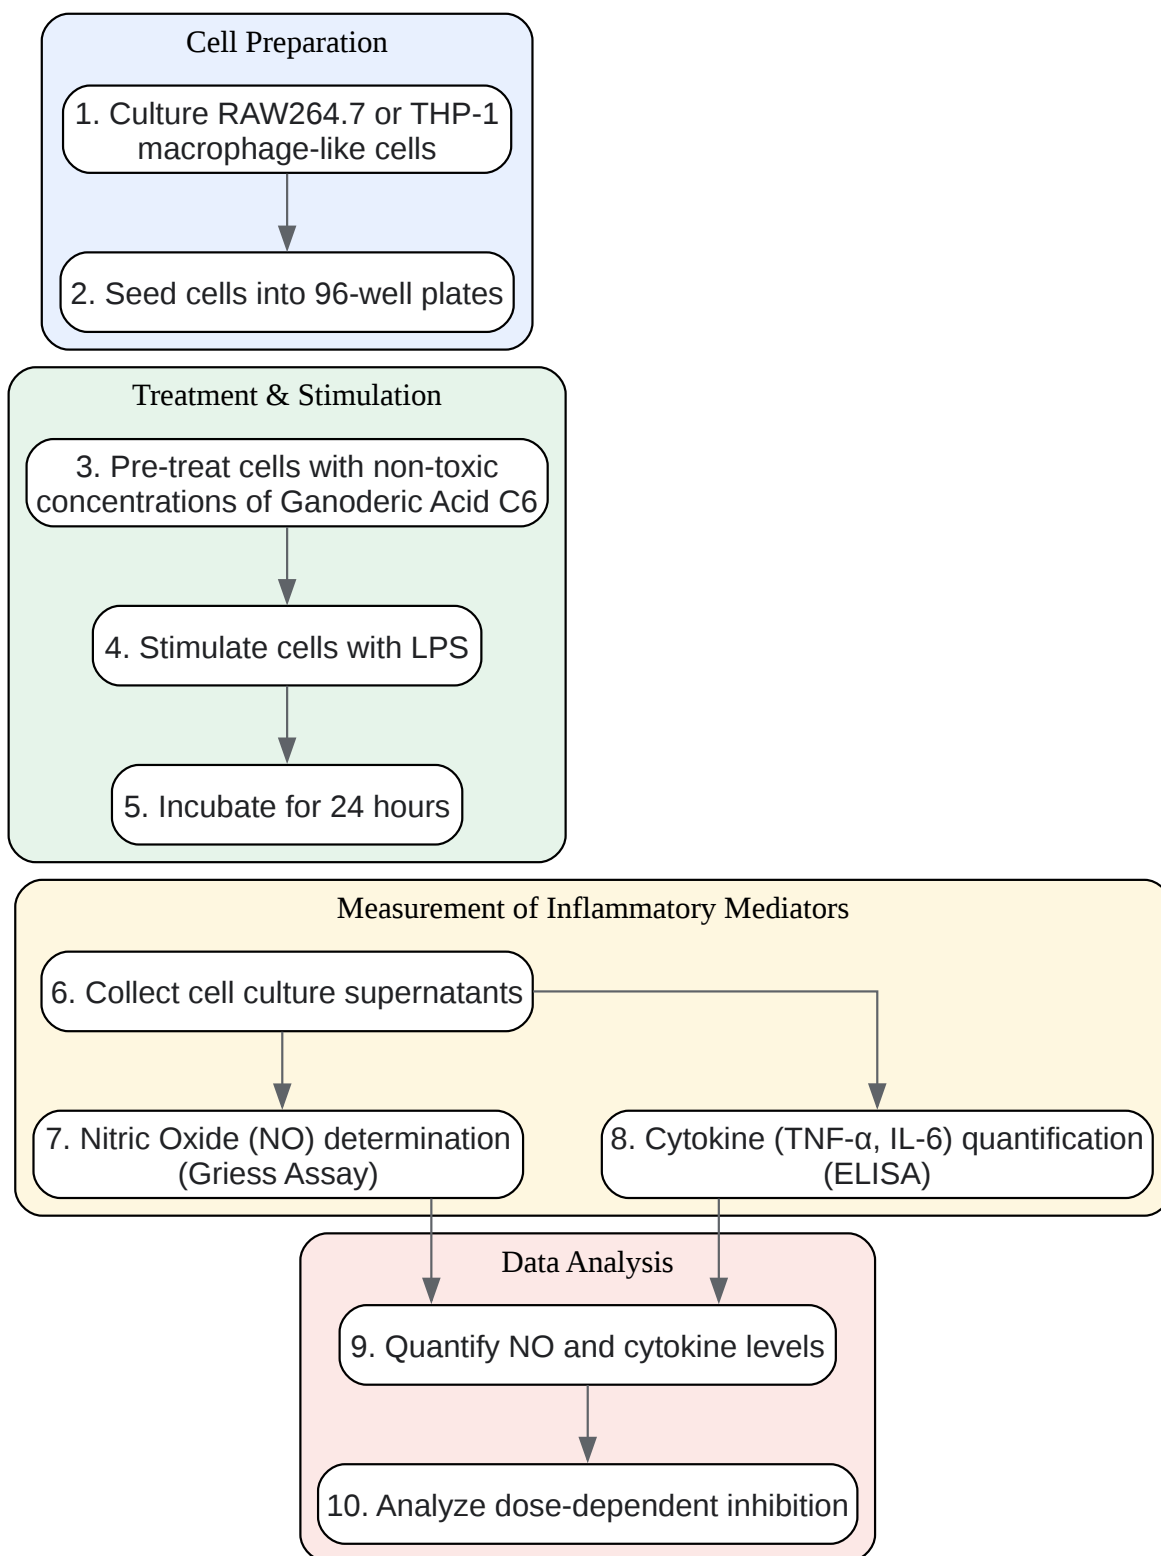 Cell Preparation
1. Culture RAW264.7 or THP-1
macrophage-like cells
2. Seed cells into 96-well plates
Treatment & Stimulation
3. Pre-treat cells with non-toxic
concentrations of Ganoderic Acid C6
4. Stimulate cells with LPS
5. Incubate for 24 hours
Measurement of Inflammatory Mediators
6. Collect cell culture supernatants
7. Nitric Oxide (NO) determination
(Griess Assay)
8. Cytokine (TNF-α, IL-6) quantification
(ELISA)
Data Analysis
9. Quantify NO and cytokine levels
10. Analyze dose-dependent inhibition